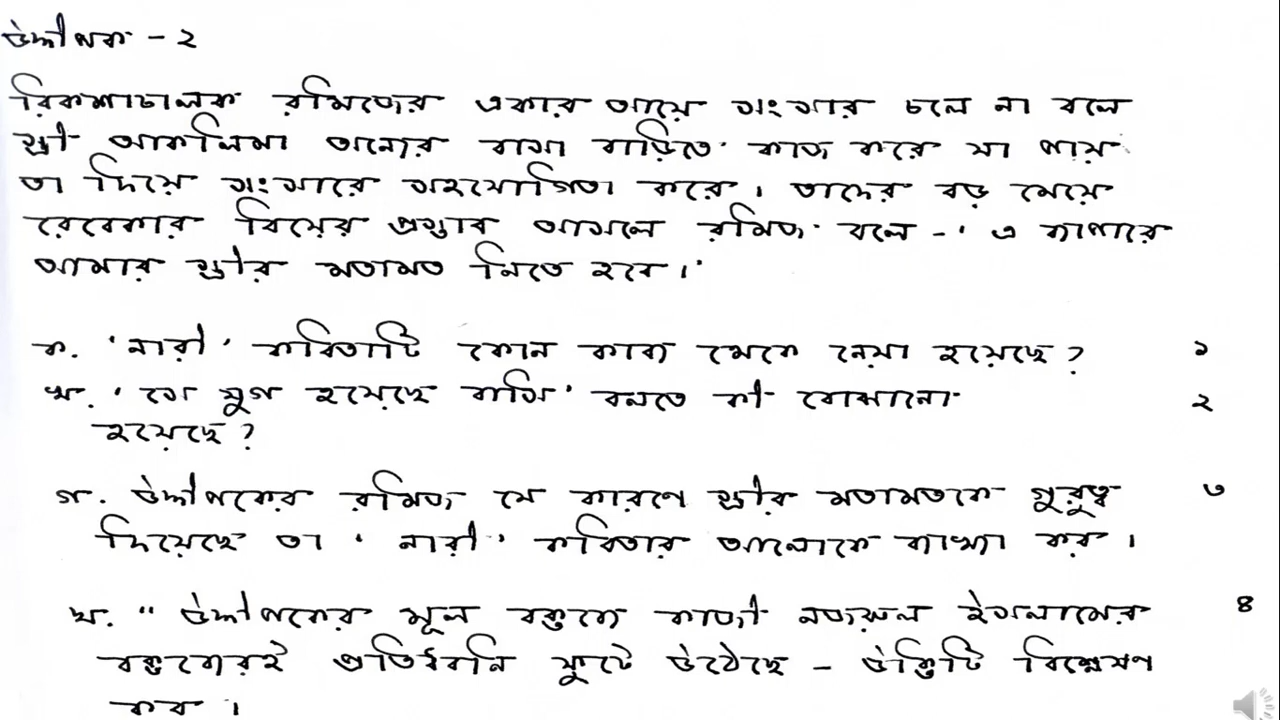 উদ্দীপক - ২
রিকশাচালক রমিজের একার আয়ে সংসার চলে না বলে
স্ত্রী আকলিমা অন্যের বাসা বাড়িতে কাজ করে যা পায়
তা দিয়ে সংসারে সহযোগিতা করে। তাদের বড় মেয়ে
রেবেকার বিয়ের প্রস্তাব আসলে রমিজ বলে - 'এ ব্যাপারে
আমার স্ত্রীর মতামত নিতে হবে।'
ক. 'নারী' কবিতাটি কোন কাব্য থেকে নেয়া হয়েছে? ১
খ. 'সে যুগ হয়েছে বাসি' বলতে কী বোঝানো ২
হয়েছে?
গ. উদ্দীপকের রমিজ যে কারণে স্ত্রীর মতামতকে গুরুত্ব ৩
দিয়েছে তা 'নারী' কবিতার আলোকে ব্যাখ্যা কর।
ঘ. "উদ্দীপকের মূল বক্তব্যে কাজী নজরুল ইসলামের ৪
বক্তব্যেরই প্রতিধ্বনি ফুটে উঠেছে - উক্তিটি বিশ্লেষণ
কর।